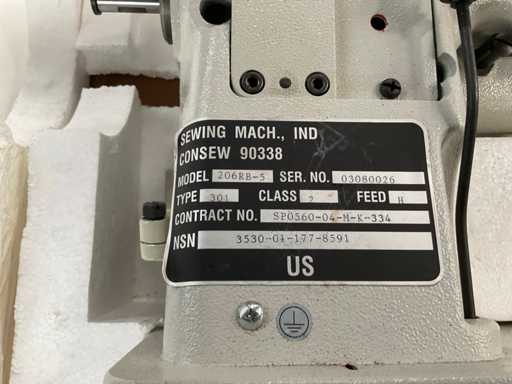 SEWING MACH., IND
CONSEW 90338
MODEL 206RB-5 SER. NO. 03080026
TYPE 301 CLASS 2 FEED H
CONTRACT NO. SP0560-04-M-K-334
NSN 3530-01-177-8591
US